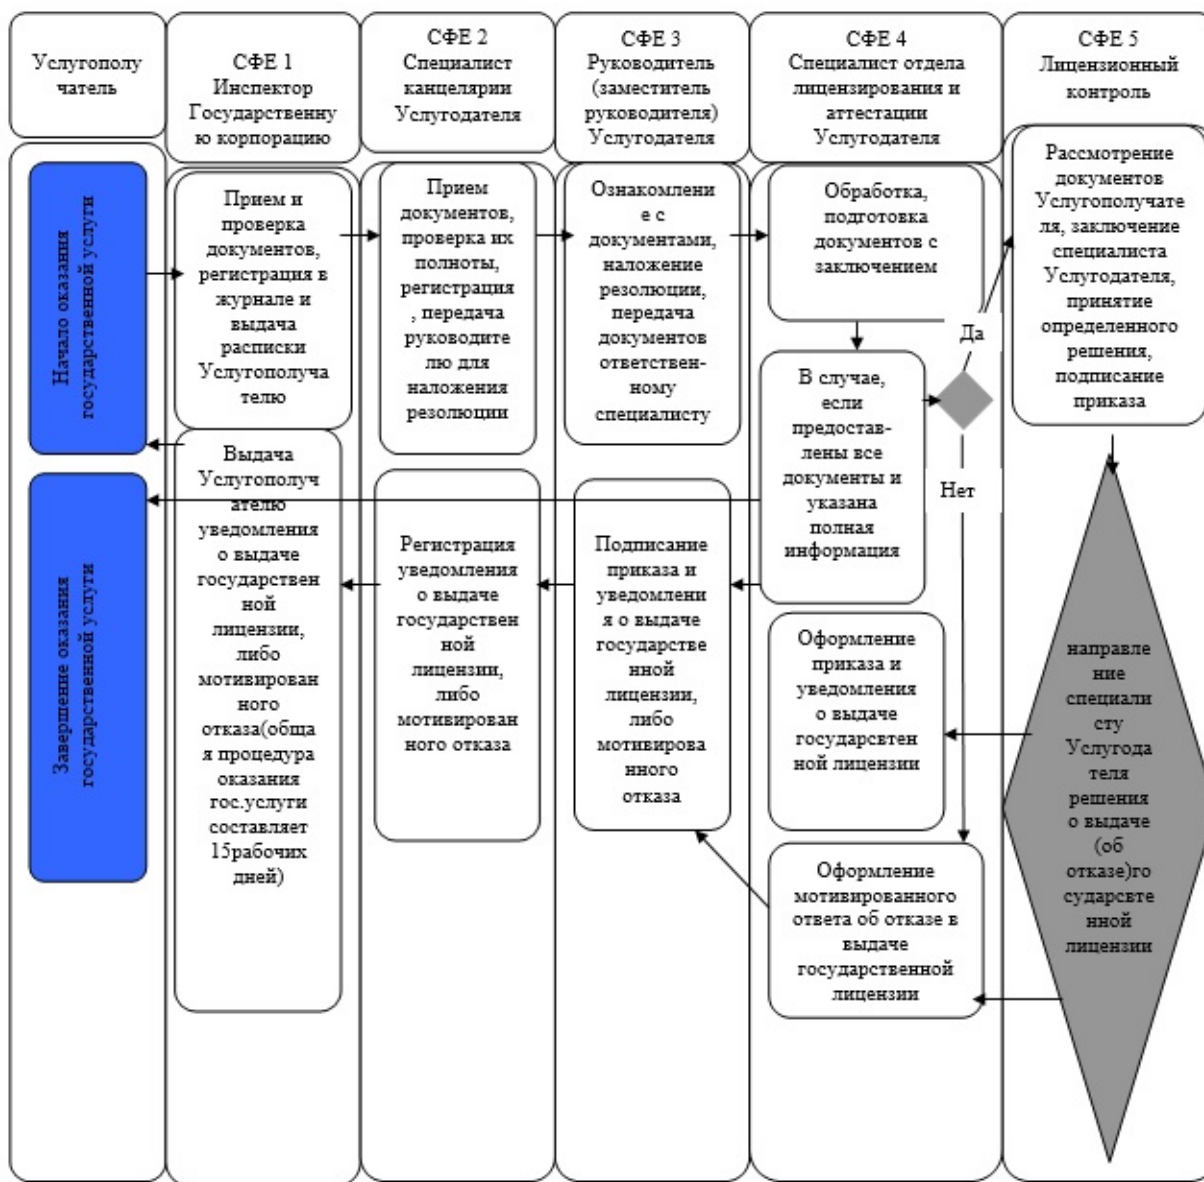 Услугополу
чатель
СФЕ 1
Инспектор
Государственну
ю корпорацию
СФЕ 2
Специалист
канцелярии
Услугодателя
СФЕ 3
Руководитель
(заместитель
руководителя)
Услугодателя
СФЕ 4
Специалист отдела
лицензирования и
аттестации
Услугодателя
СФЕ 5
Лицензионный
контроль
Начало оказания
государственной услуги
Прием и
проверка
документов,
регистрация в
журнале и
выдача
расписки
Услугополуча
телю
Прием
документов,
проверка их
полноты,
регистрация
, передача
руководите
лю для
наложения
резолюции
Ознакомлени
е с
документами,
наложение
резолюции,
передача
документов
ответствен-
ному
специалисту
Обработка,
подготовка
документов с
заключением
В случае,
если
предостав-
лены все
документы и
указана
полная
информация
Да
Нет
Рассмотрение
документов
Услугополучате
ля, заключение
специалиста
Услугодателя,
принятие
определенного
решения,
подписание
приказа
направле
ние
специали
сту
Услугода
теля
решения
о выдаче
(об
отказе)го
сударсвте
нной
лицензии
Оформление
приказа и
уведомления
о выдаче
государсвтен
ной лицензии
Оформление
мотивированного
ответа об отказе в
выдаче
государственной
лицензии
Подписание
приказа и
уведомлени
я о выдаче
государстве
нной
лицензии,
либо
мотивирова
нного
отказа
Регистрация
уведомления
о выдаче
государствен
ной
лицензии,
либо
мотивирован
ного отказа
Выдача
Услугополуч
ателю
уведомления
о выдаче
государствен
ной
лицензии,
либо
мотивирован
ного
отказа(обща
я процедура
оказания
гос.услуги
составляет
15рабочих
дней)
Завершение оказания
государственной услуги